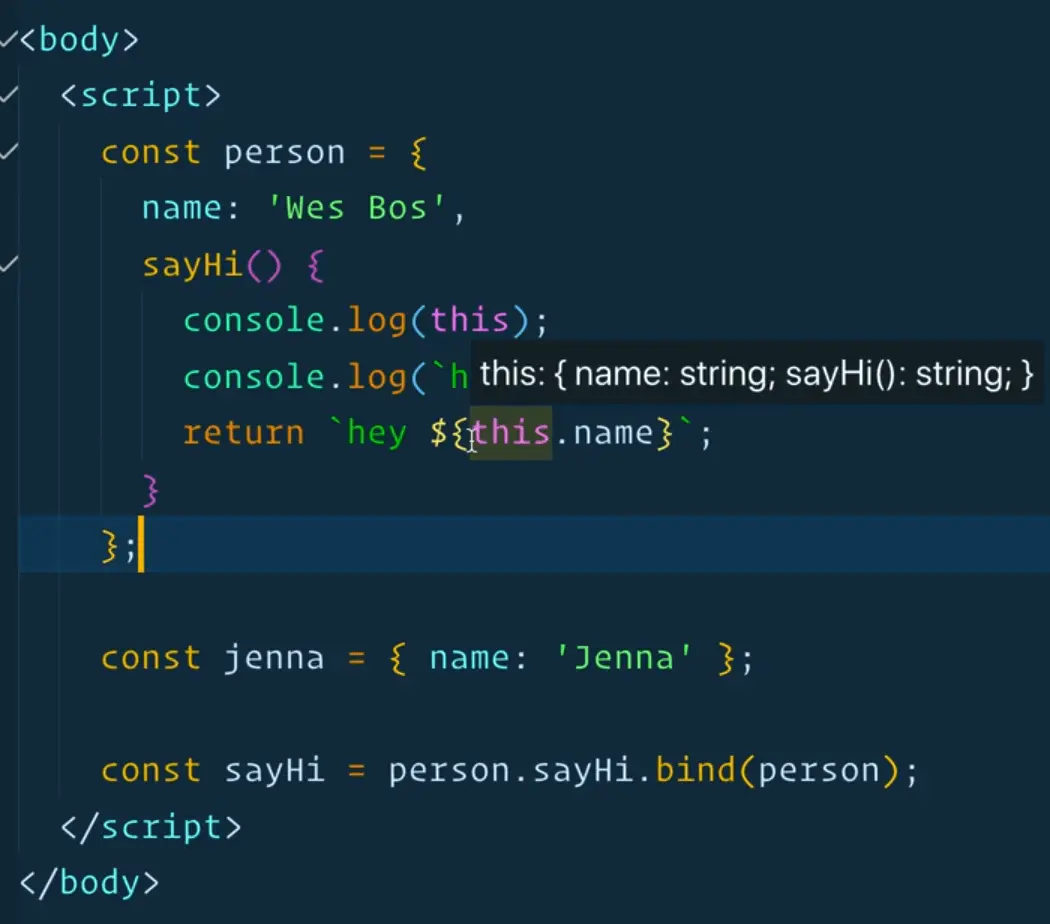 <body>
<script>
const person = {
name: 'Wes Bos',
sayHi() {
console.log(this);
console.log(`h
this: { name: string; sayHi(): string; }
return `hey ${this.name}`;
}
};
const jenna = { name: 'Jenna' };
const sayHi = person.sayHi.bind(person);
</script>
</body>